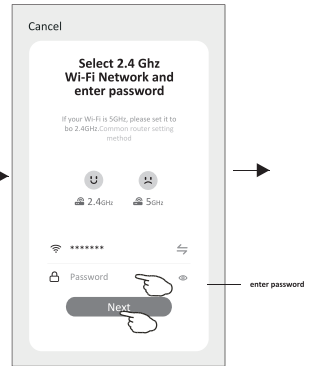 Cancel
Select 2.4 Ghz
Wi-Fi Network and
enter password
If your Wi-Fi is 5GHz, please set it to
bo 2.4GHz.Common router setting
method
2.4GHz 5GHz
*******
Password
enter password
Next